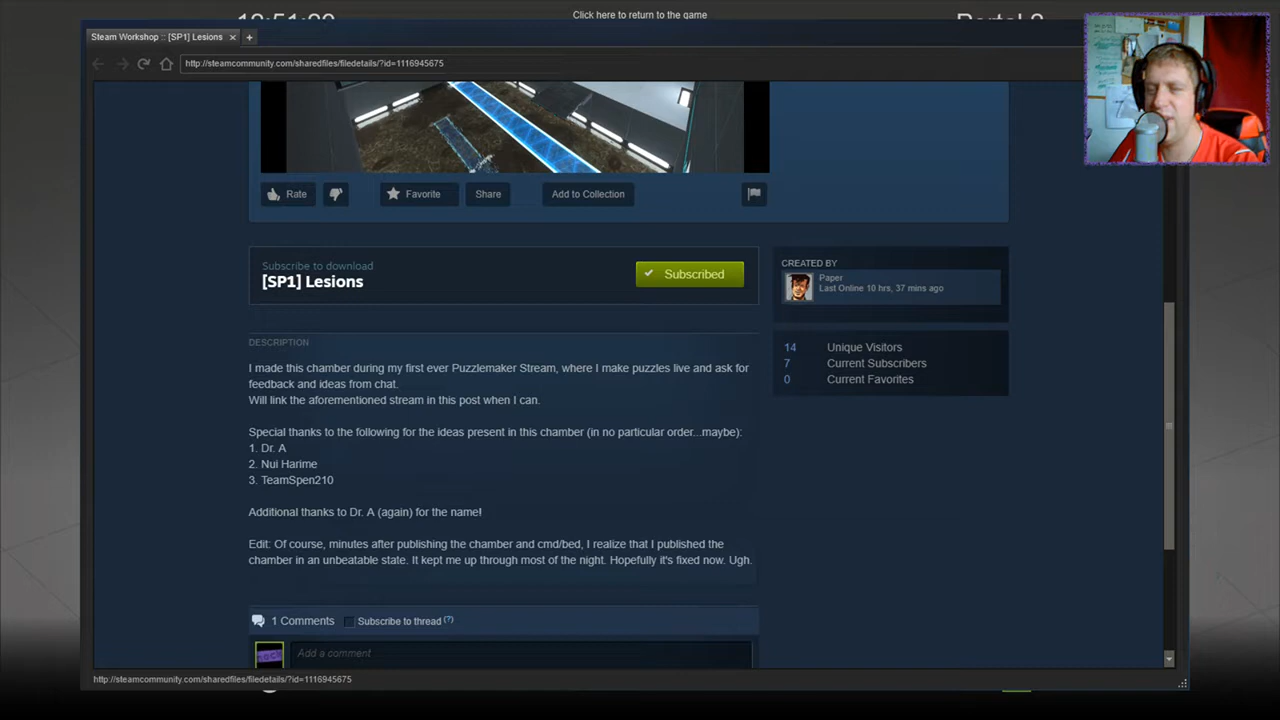 Click here to return to the game
Steam Workshop :: [SP1] Lesions
http://steamcommunity.com/sharedfiles/filedetails/?id=1116945675
Rate
Favorite
Share
Add to Collection
Subscribe to download
[SP1] Lesions
Subscribed
CREATED BY
Paper
Last Online 10 hrs, 37 mins ago
14 Unique Visitors
7 Current Subscribers
0 Current Favorites
DESCRIPTION
I made this chamber during my first ever Puzzlemaker Stream, where I make puzzles live and ask for
feedback and ideas from chat.
Will link the aforementioned stream in this post when I can.
Special thanks to the following for the ideas present in this chamber (in no particular order...maybe):
1. Dr. A
2. Nui Harime
3. TeamSpen210
Additional thanks to Dr. A (again) for the name!
Edit: Of course, minutes after publishing the chamber and cmd/bed, I realize that I published the
chamber in an unbeatable state. It kept me up through most of the night. Hopefully it's fixed now. Ugh.
1 Comments
Subscribe to thread (?)
Add a comment
http://steamcommunity.com/sharedfiles/filedetails/?id=1116945675